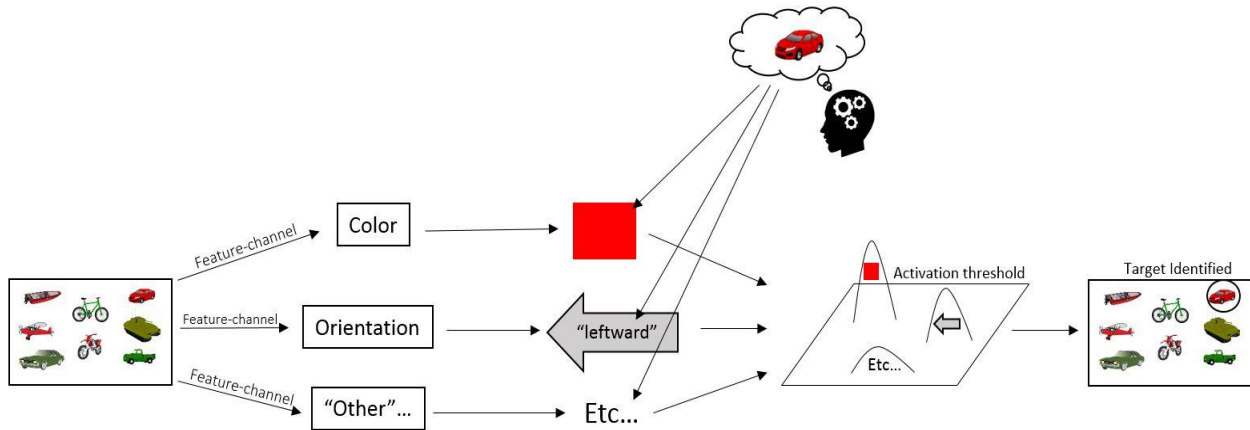 Feature-channel
Color
Activation threshold
Target Identified
Feature-channel
Orientation
“leftward”
Etc...
Feature-channel
“Other”...
Etc...